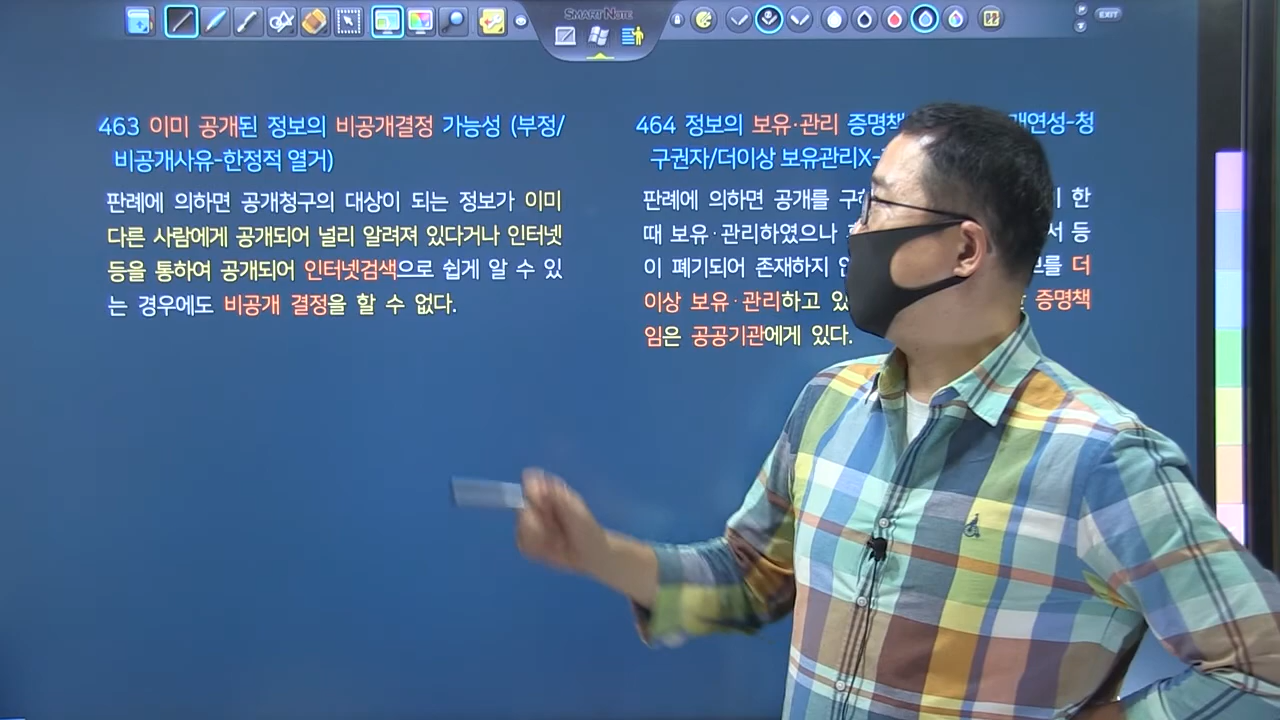 SMART NOTE
EXIT
463 이미 공개된 정보의 비공개결정 가능성 (부정/
비공개사유-한정적 열거)
판례에 의하면 공개청구의 대상이 되는 정보가 이미
다른 사람에게 공개되어 널리 알려져 있다거나 인터넷
등을 통하여 공개되어 인터넷검색으로 쉽게 알 수 있
는 경우에도 비공개 결정을 할 수 없다.
464 정보의 보유·관리 증명책 개연성-청
구권자/더이상 보유관리X-
판례에 의하면 공개를 구 한
때 보유·관리하였으나 서 등
이 폐기되어 존재하지 를 더
이상 보유·관리하고 있 증명책
임은 공공기관에게 있다.